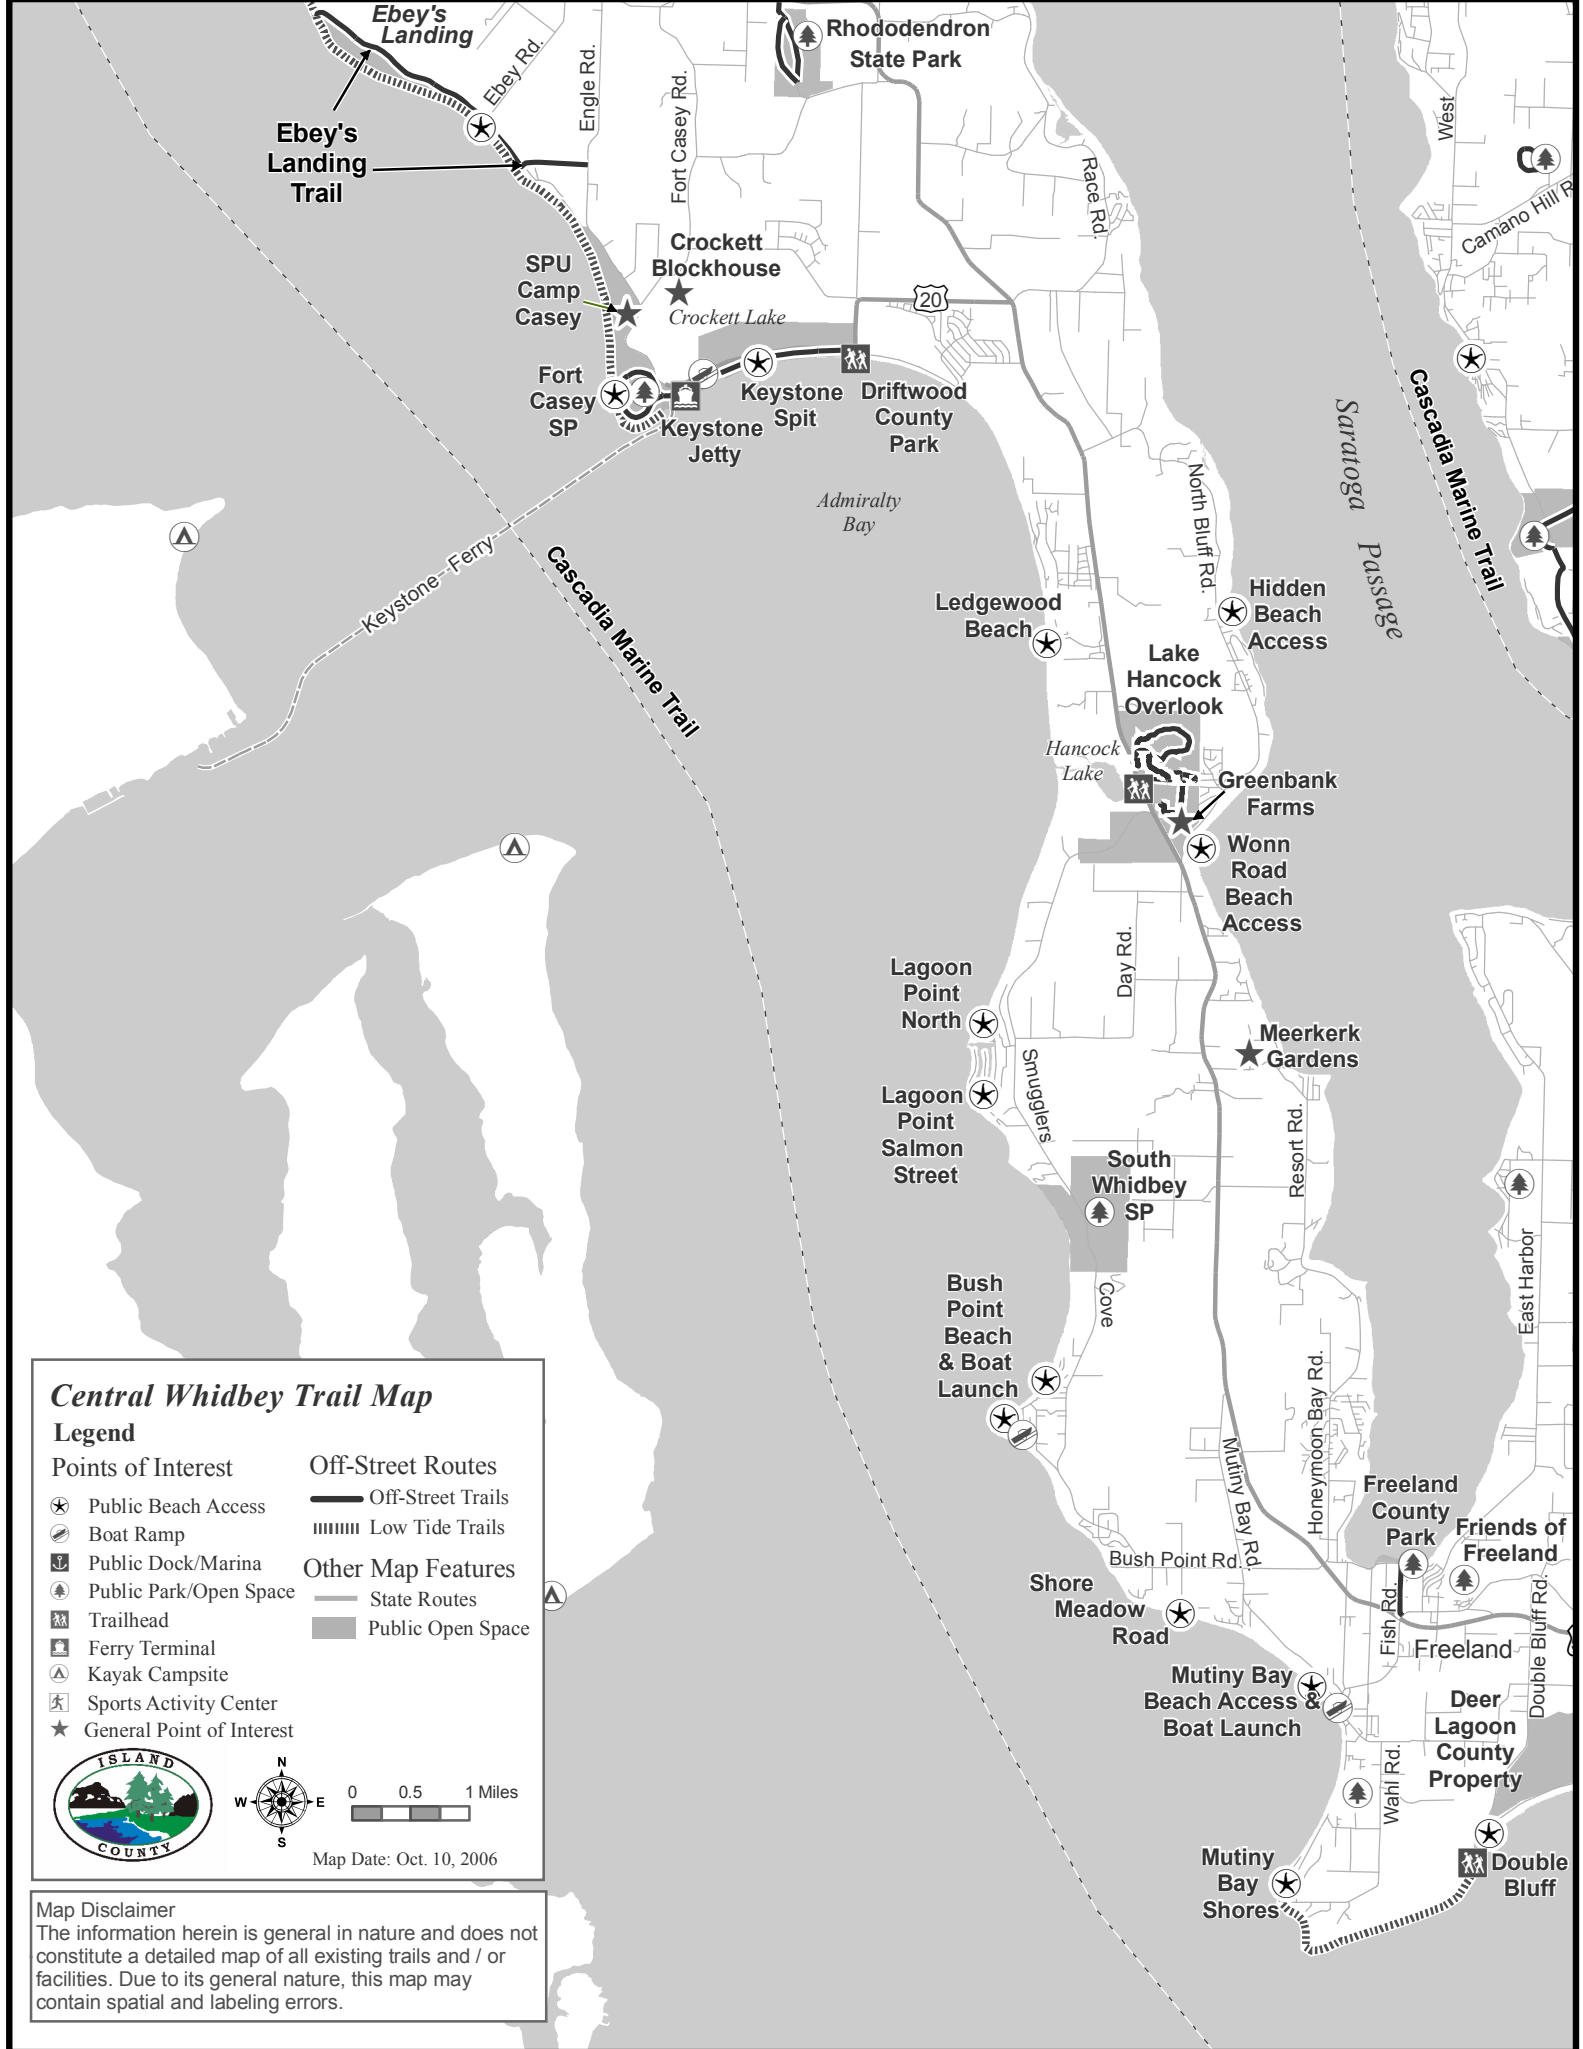 Ebey's
Landing
Ebey Rd.
Engle Rd.
Fort Casey Rd.
Rhododendron
State Park
Race Rd.
West
Camano Hill R
Ebey's
Landing
Trail
SPU
Camp
Casey
Crockett
Blockhouse
Crockett Lake
20
Fort
Casey
SP
Keystone
Jetty
Keystone
Spit
Driftwood
County
Park
Cascadia Marine Trail
Saratoga Passage
Admiralty
Bay
North Bluff Rd.
Keystone Ferry
Cascadia Marine Trail
Ledgewood
Beach
Hidden
Beach
Access
Lake
Hancock
Overlook
Hancock
Lake
Greenbank
Farms
Wonn
Road
Beach
Access
Day Rd.
Lagoon
Point
North
Smugglers
Meerkerk
Gardens
Lagoon
Point
Salmon
Street
Resort Rd.
South
Whidbey
SP
East Harbor
Cove
Bush
Point
Beach
& Boat
Launch
Honeymoon Bay Rd.
Mutiny Bay Rd.
Freeland
County
Park
Friends of
Freeland
Bush Point Rd.
Shore
Meadow
Road
Fish Rd.
Freeland
Double Bluff Rd.
Mutiny Bay
Beach Access &
Boat Launch
Deer
Lagoon
County
Property
Wahl Rd.
Mutiny
Bay
Shores
Double
Bluff
Central Whidbey Trail Map
Legend
Points of Interest
Public Beach Access
Boat Ramp
Public Dock/Marina
Public Park/Open Space
Trailhead
Ferry Terminal
Kayak Campsite
Sports Activity Center
General Point of Interest
Off-Street Routes
Off-Street Trails
Low Tide Trails
Other Map Features
State Routes
Public Open Space
ISLAND
COUNTY
N
W E
S
0 0.5 1 Miles
Map Date: Oct. 10, 2006
Map Disclaimer
The information herein is general in nature and does not
constitute a detailed map of all existing trails and / or
facilities. Due to its general nature, this map may
contain spatial and labeling errors.